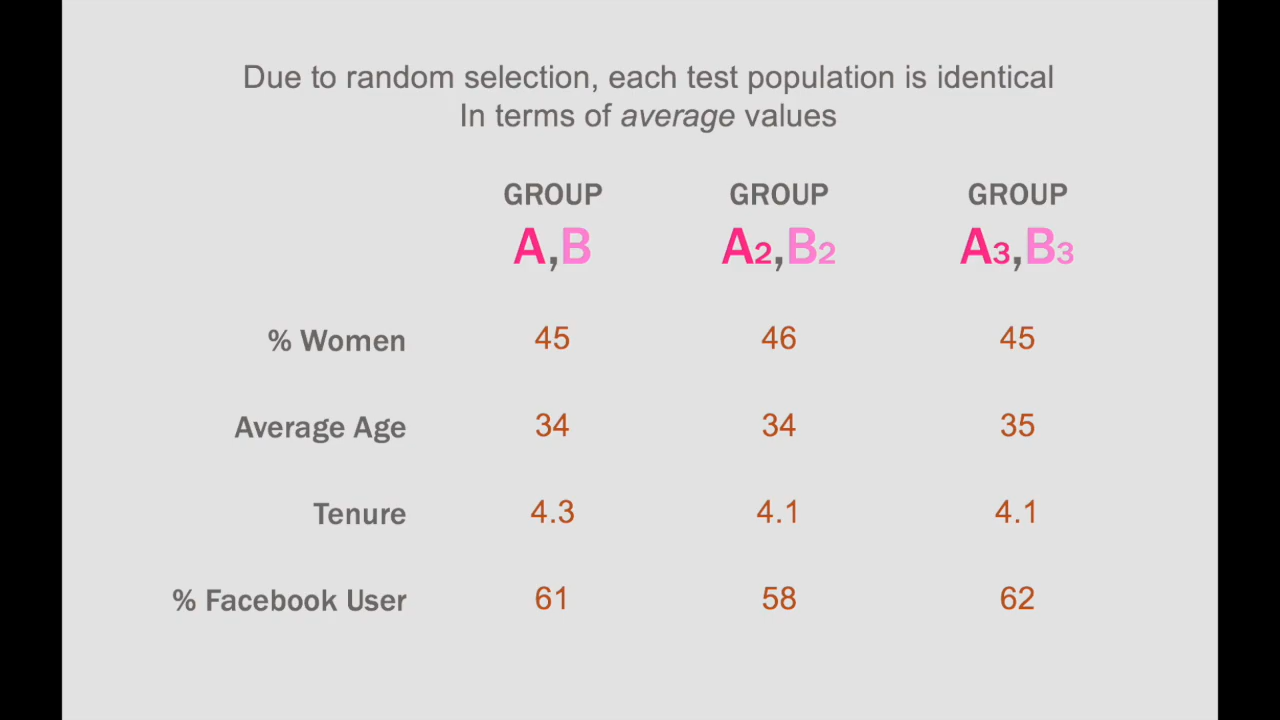 Due to random selection, each test population is identical
In terms of average values
GROUP GROUP GROUP
A,B A2,B2 A3,B3
% Women 45 46 45
Average Age 34 34 35
Tenure 4.3 4.1 4.1
% Facebook User 61 58 62